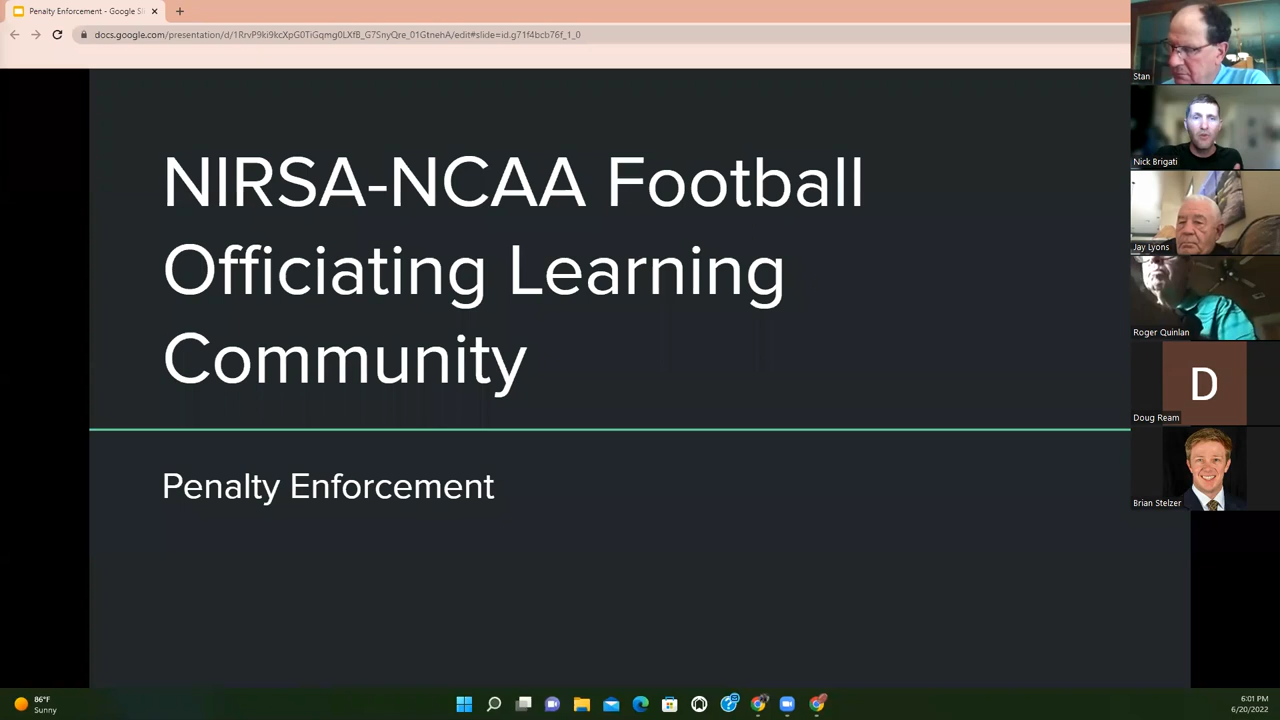 Penalty Enforcement - Google Sli
docs.google.com/presentation/d/1RrvP9ki9kcXpG0TiGqmg0LXfB_G7SnyQre_01GtnehA/edit#slide=id.g71f4bcb76f_1_0
NIRSA-NCAA Football
Officiating Learning
Community
Penalty Enforcement
Stan
Nick Brigati
Jay Lyons
Roger Quinlan
D
Doug Ream
Brian Stelzer
86°F
Sunny
6:01 PM
6/20/2022